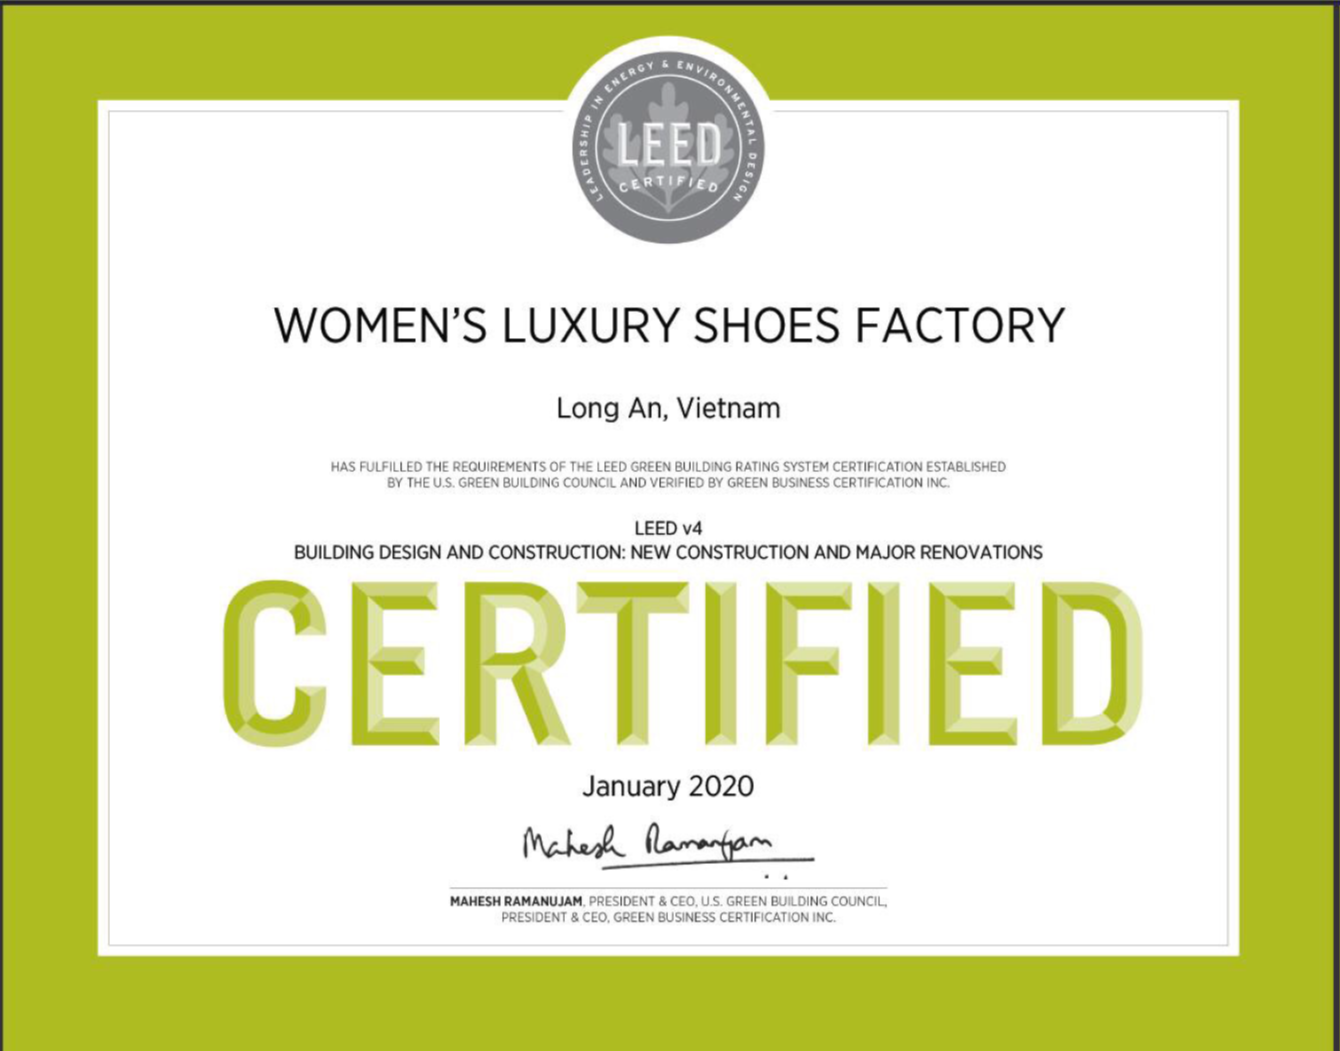 LEADERSHIP IN ENERGY & ENVIRONMENTAL DESIGN
LEED
CERTIFIED
WOMEN'S LUXURY SHOES FACTORY
Long An, Vietnam
HAS FULFILLED THE REQUIREMENTS OF THE LEED GREEN BUILDING RATING SYSTEM CERTIFICATION ESTABLISHED
BY THE U.S. GREEN BUILDING COUNCIL AND VERIFIED BY GREEN BUSINESS CERTIFICATION INC.
LEED v4
BUILDING DESIGN AND CONSTRUCTION: NEW CONSTRUCTION AND MAJOR RENOVATIONS
CERTIFIED
January 2020
Mahesh Ramanujam
MAHESH RAMANUJAM, PRESIDENT & CEO, U.S. GREEN BUILDING COUNCIL,
PRESIDENT & CEO, GREEN BUSINESS CERTIFICATION INC.